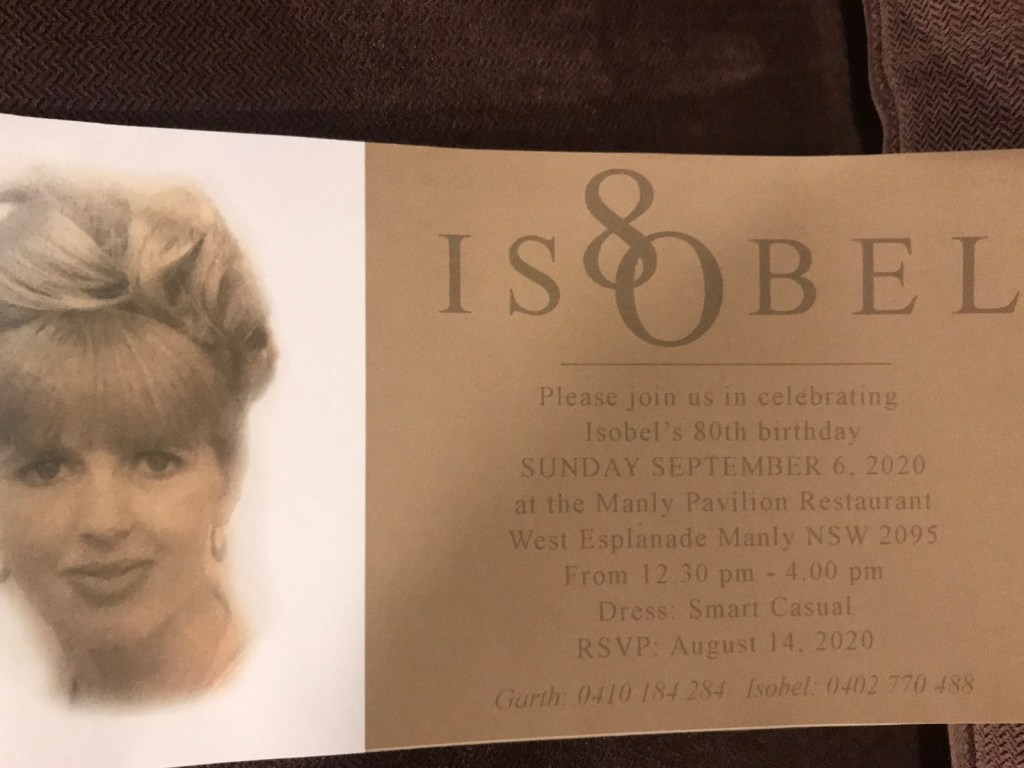 80
ISOBEL
Please join us in celebrating
Isobel's 80th birthday
SUNDAY SEPTEMBER 6, 2020
at the Manly Pavilion Restaurant
West Esplanade Manly NSW 2095
From 12.30 pm - 4.00 pm
Dress: Smart Casual
RSVP: August 14, 2020
Garth: 0410 184 284 Isobel: 0402 770 488